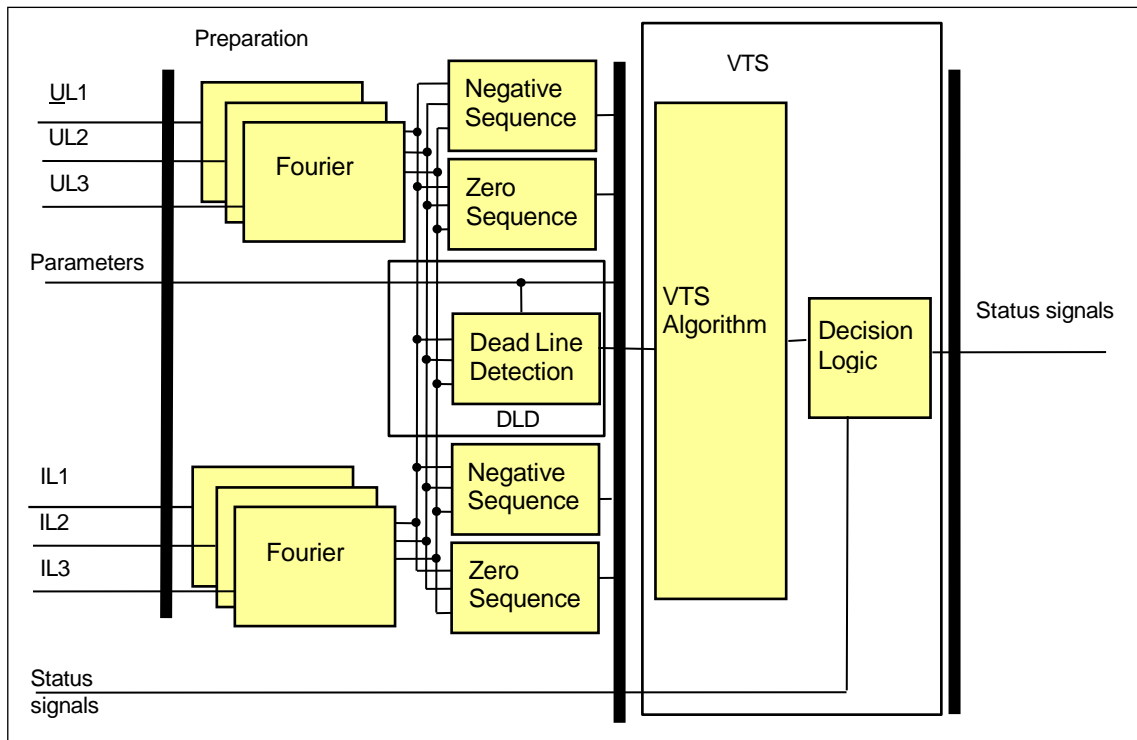 Preparation
UL1
UL2
UL3
Fourier
Negative
Sequence
Zero
Sequence
Parameters
Dead Line
Detection
DLD
IL1
IL2
IL3
Fourier
Negative
Sequence
Zero
Sequence
Status
signals
VTS
VTS
Algorithm
Decision
Logic
Status signals